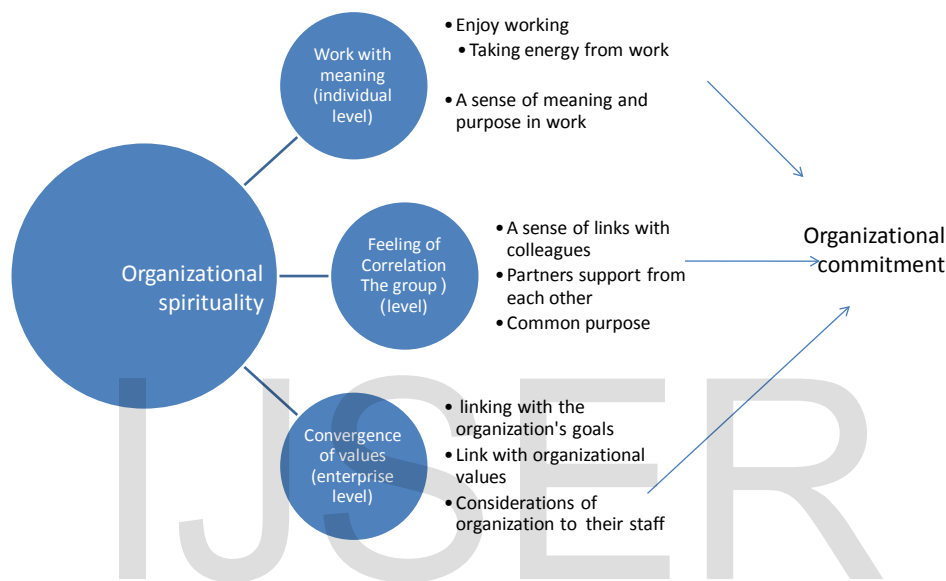 Organizational
spirituality
Work with
meaning
(individual
level)
• Enjoy working
• Taking energy from work
• A sense of meaning and
purpose in work
Feeling of
Correlation
The group )
(level)
• A sense of links with
colleagues
• Partners support from
each other
• Common purpose
Convergence
of values
(enterprise
level)
• linking with the
organization's goals
• Link with organizational
values
• Considerations of
organization to their staff
Organizational
commitment
IJSER